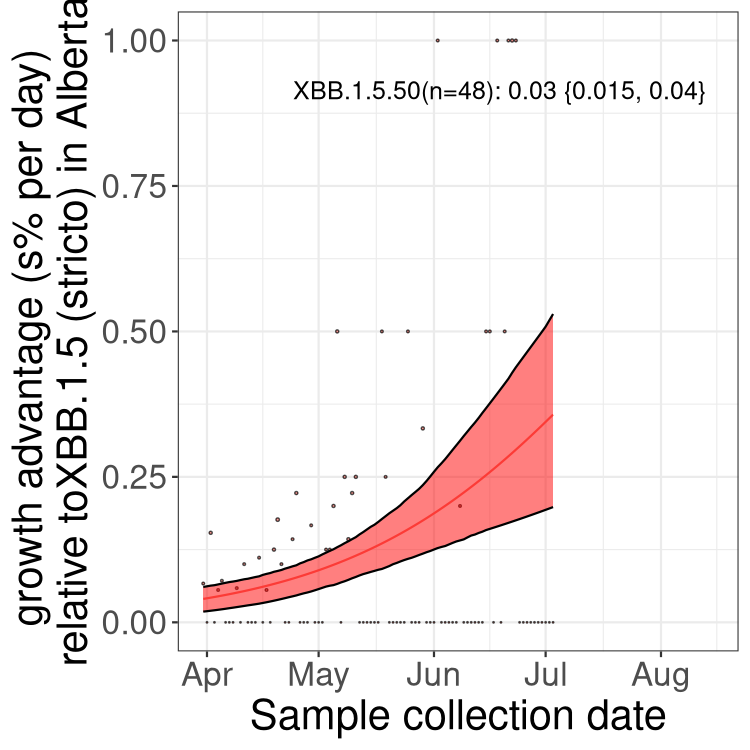 growth advantage (s% per day)
relative toXBB.1.5 (stricto) in Alberta
1.00
0.75
0.50
0.25
0.00
XBB.1.5.50(n=48): 0.03 {0.015, 0.04}
Apr May Jun Jul Aug
Sample collection date